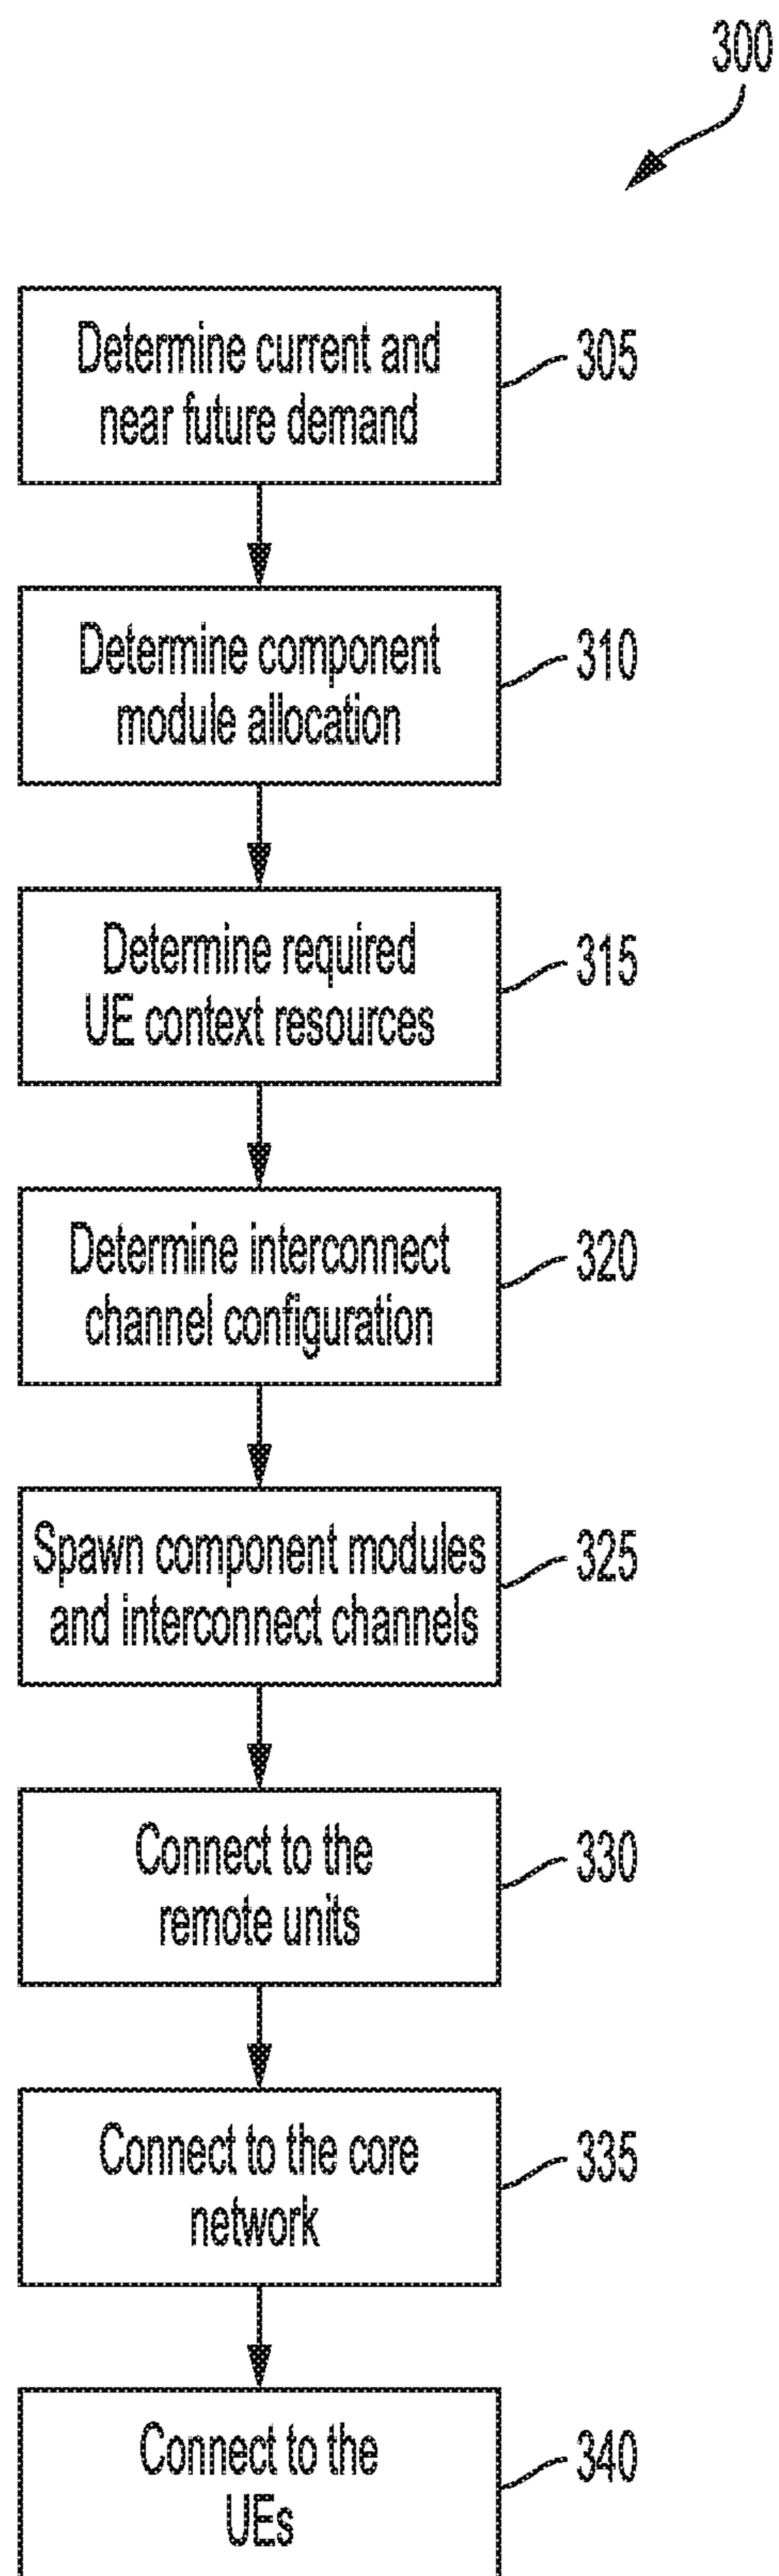 300
Determine current and
near future demand
305
Determine component
module allocation
310
Determine required
UE context resources
315
Determine interconnect
channel configuration
320
Spawn component modules
and interconnect channels
325
Connect to the
remote units
330
Connect to the core
network
335
Connect to the
UEs
340